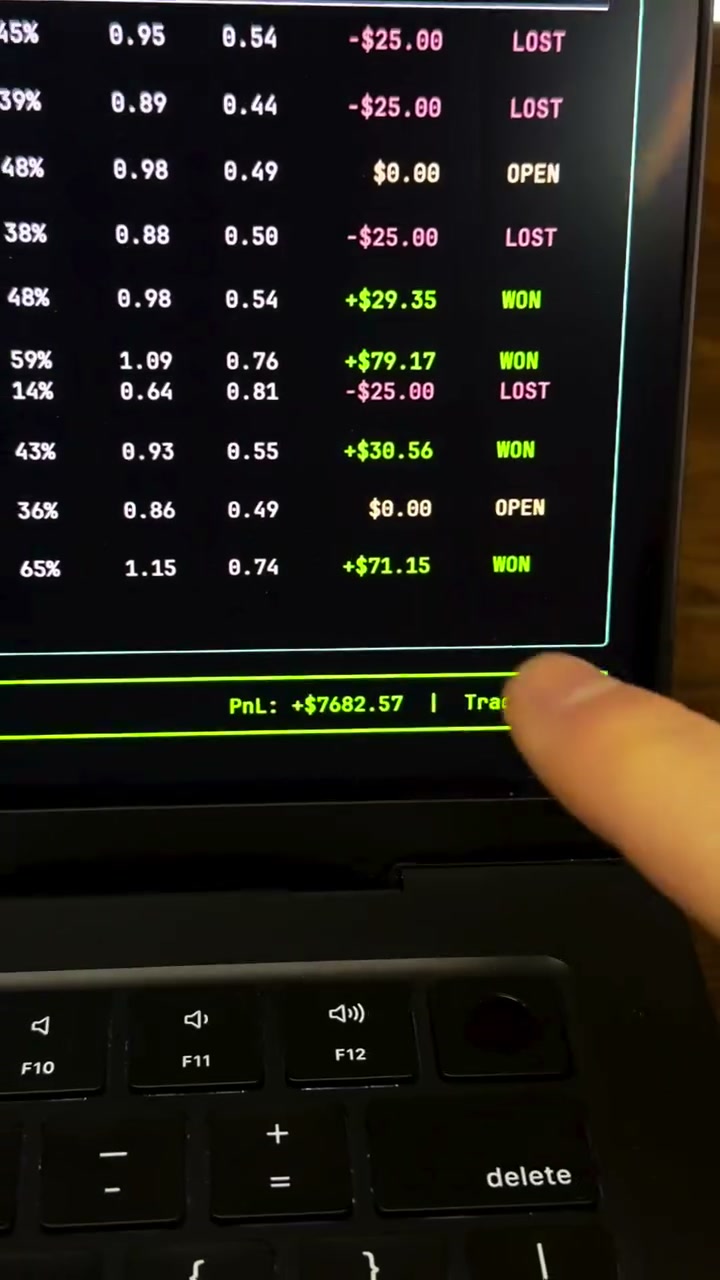 45% 0.95 0.54 -$25.00 LOST
39% 0.89 0.44 -$25.00 LOST
48% 0.98 0.49 $0.00 OPEN
38% 0.88 0.50 -$25.00 LOST
48% 0.98 0.54 +$29.35 WON
59% 1.09 0.76 +$79.17 WON
14% 0.64 0.81 -$25.00 LOST
43% 0.93 0.55 +$30.56 WON
36% 0.86 0.49 $0.00 OPEN
65% 1.15 0.74 +$71.15 WON
PnL: +$7682.57 |
F10 F11 F12
— +
- = delete
{ } |